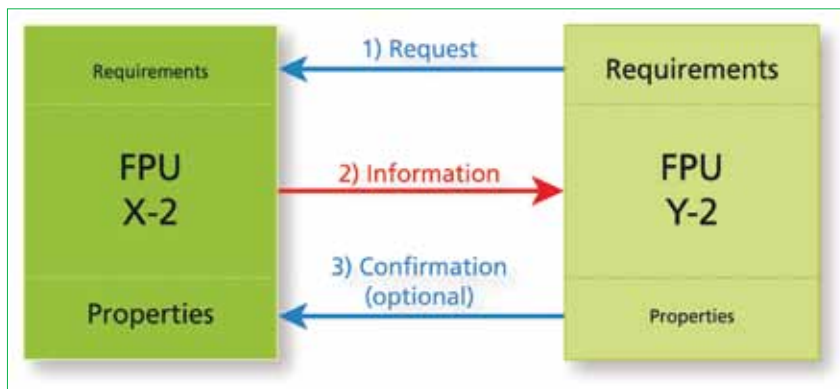 Requirements
FPU
X-2
Properties
1) Request
2) Information
3) Confirmation
(optional)
Requirements
FPU
Y-2
Properties